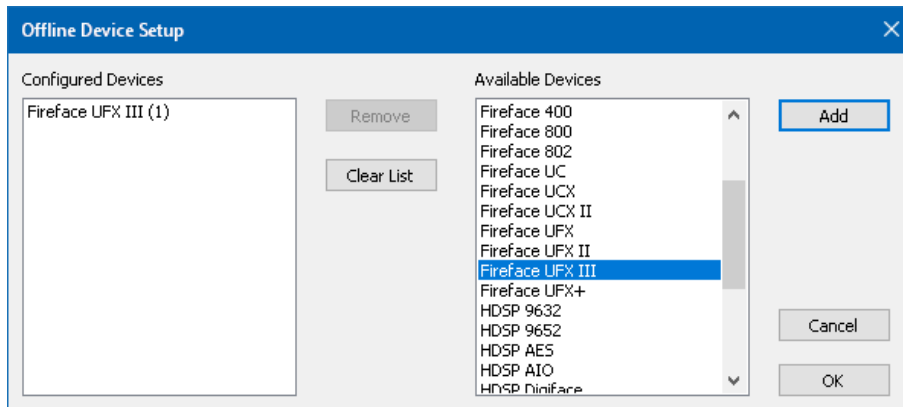 Offline Device Setup
Configured Devices
Fireface UFX III (1)
Remove
Clear List
Available Devices
Fireface 400
Fireface 800
Fireface 802
Fireface UC
Fireface UCX
Fireface UCX II
Fireface UFX
Fireface UFX II
Fireface UFX III
Fireface UFX+
HDSP 9632
HDSP 9652
HDSP AES
HDSP AIO
HDSP Digiface
Add
Cancel
OK